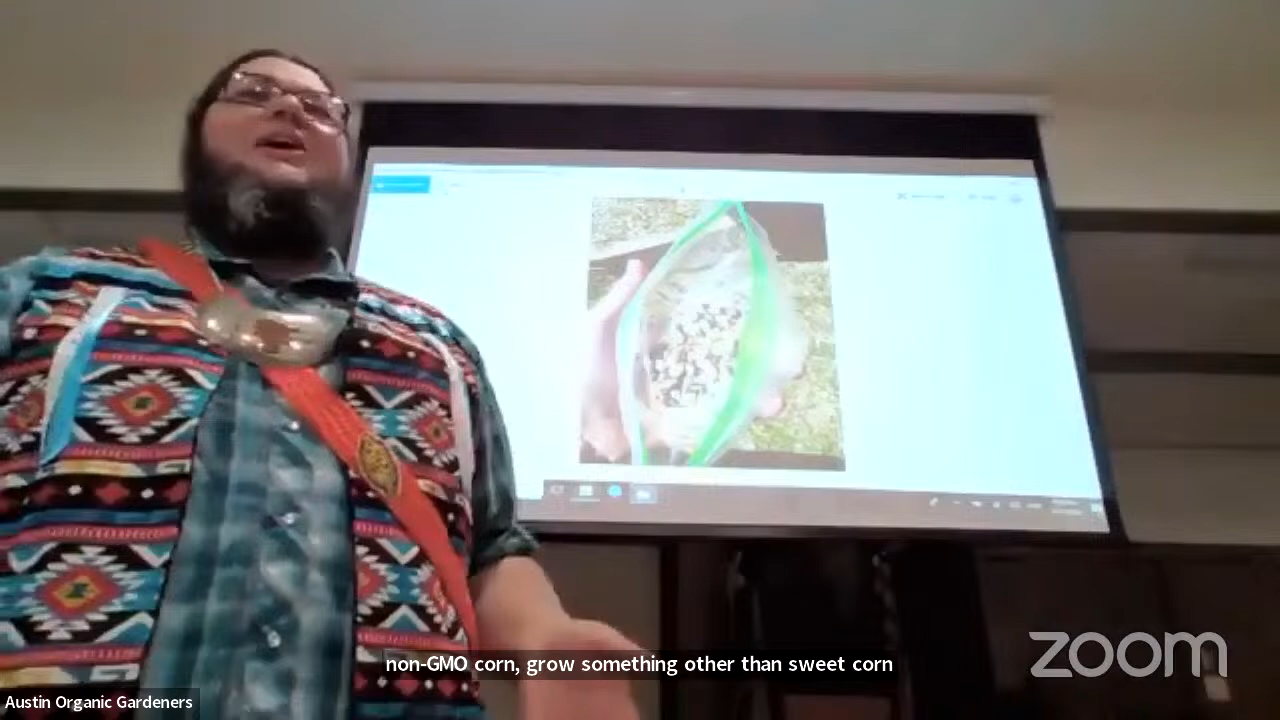 non-GMO corn, grow something other than sweet corn
zoom
Austin Organic Gardeners